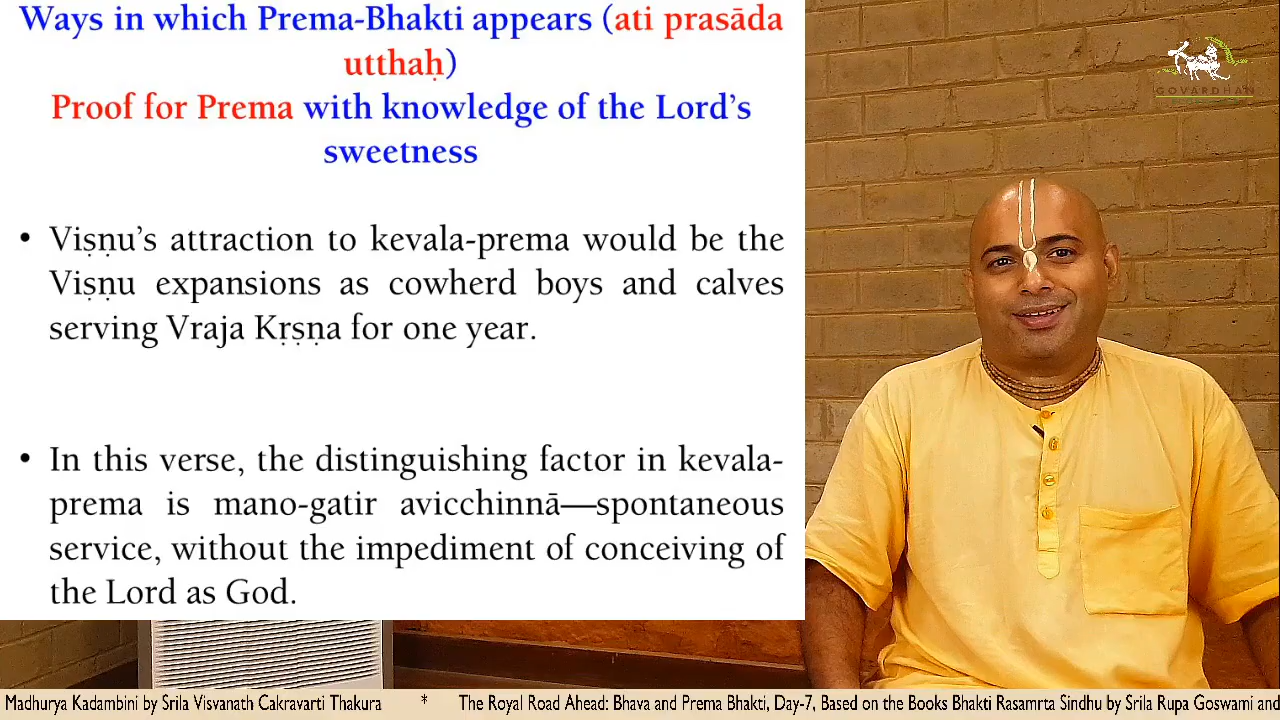 Ways in which Prema-Bhakti appears (ati prasāda
utthaḥ)
Proof for Prema with knowledge of the Lord's
sweetness
• Viṣṇu's attraction to kevala-prema would be the
Viṣṇu expansions as cowherd boys and calves
serving Vraja Kṛṣṇa for one year.
• In this verse, the distinguishing factor in kevala-
prema is mano-gatir avicchinnā—spontaneous
service, without the impediment of conceiving of
the Lord as God.
GOVARDHAN
Madhurya Kadambini by Srila Visvanath Cakravarti Thakura * The Royal Road Ahead: Bhava and Prema Bhakti, Day-7, Based on the Books Bhakti Rasamrta Sindhu by Srila Rupa Goswami and